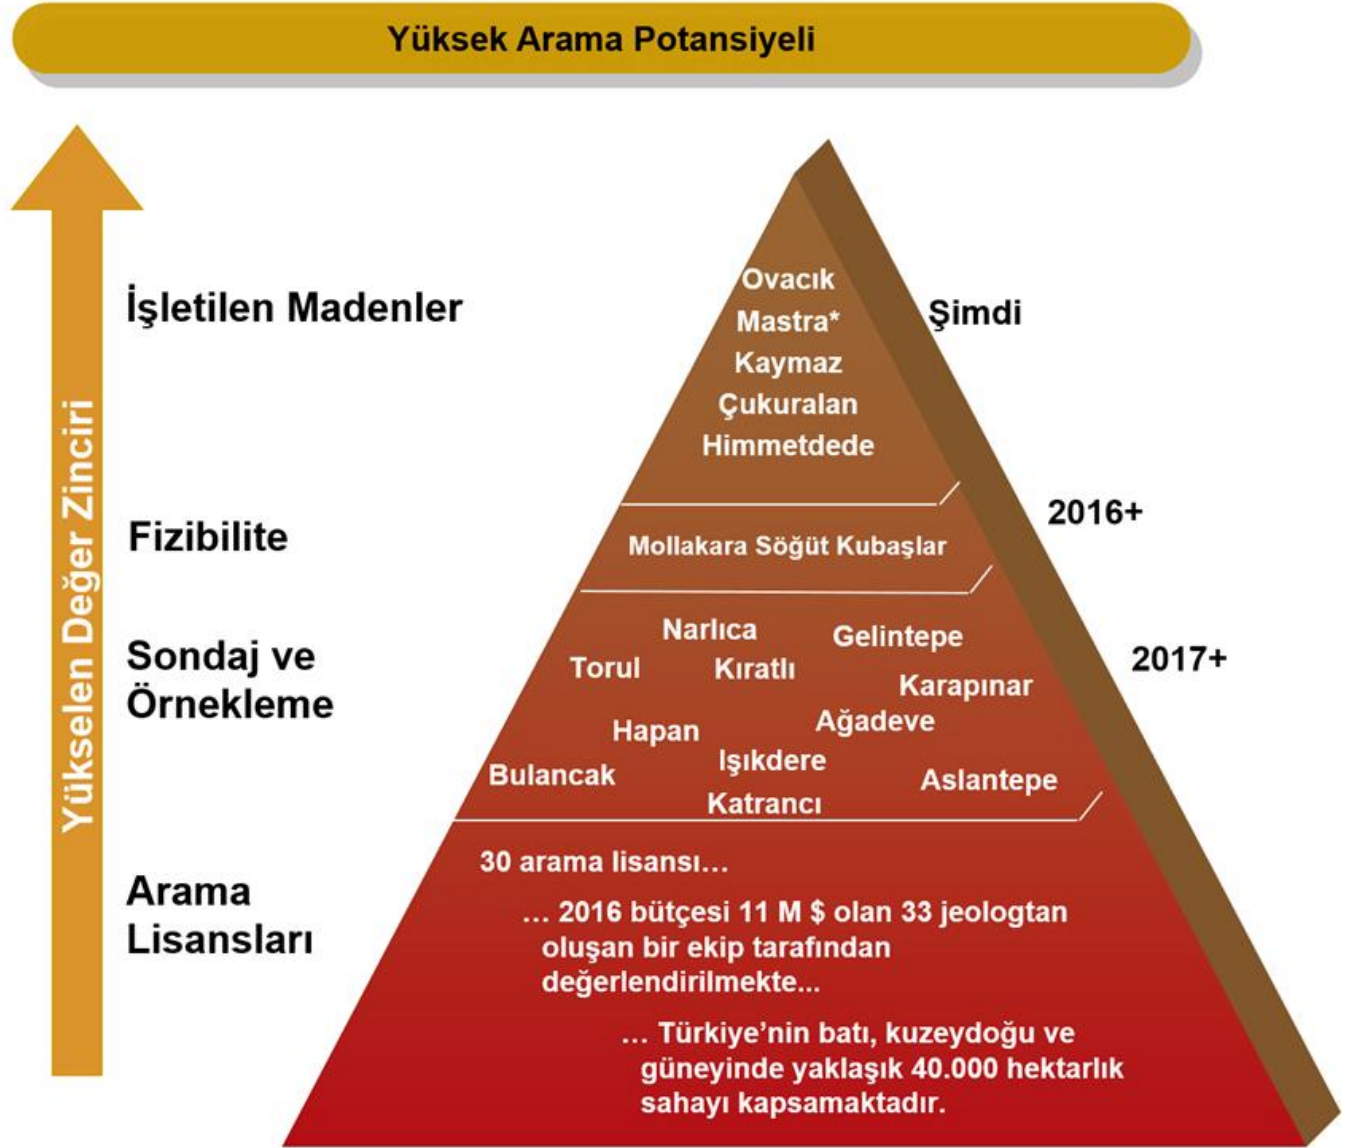 Yüksek Arama Potansiyeli
Yükselen Değer Zinciri
İşletilen Madenler
Ovacık
Mastra*
Kaymaz
Çukuralan
Himmetdede
Şimdi
Fizibilite
Mollakara Söğüt Kubaşlar
2016+
Sondaj ve
Örnekleme
Narlıca
Gelintepe
Torul
Kıratlı
Karapınar
Hapan
Ağadeve
Işıkdere
Bulancak
Aslantepe
Katrancı
2017+
Arama
Lisansları
30 arama lisansı…
… 2016 bütçesi 11 M $ olan 33 jeologtan
oluşan bir ekip tarafından
değerlendirilmekte...
… Türkiye’nin batı, kuzeydoğu ve
güneyinde yaklaşık 40.000 hektarlık
sahayı kapsamaktadır.